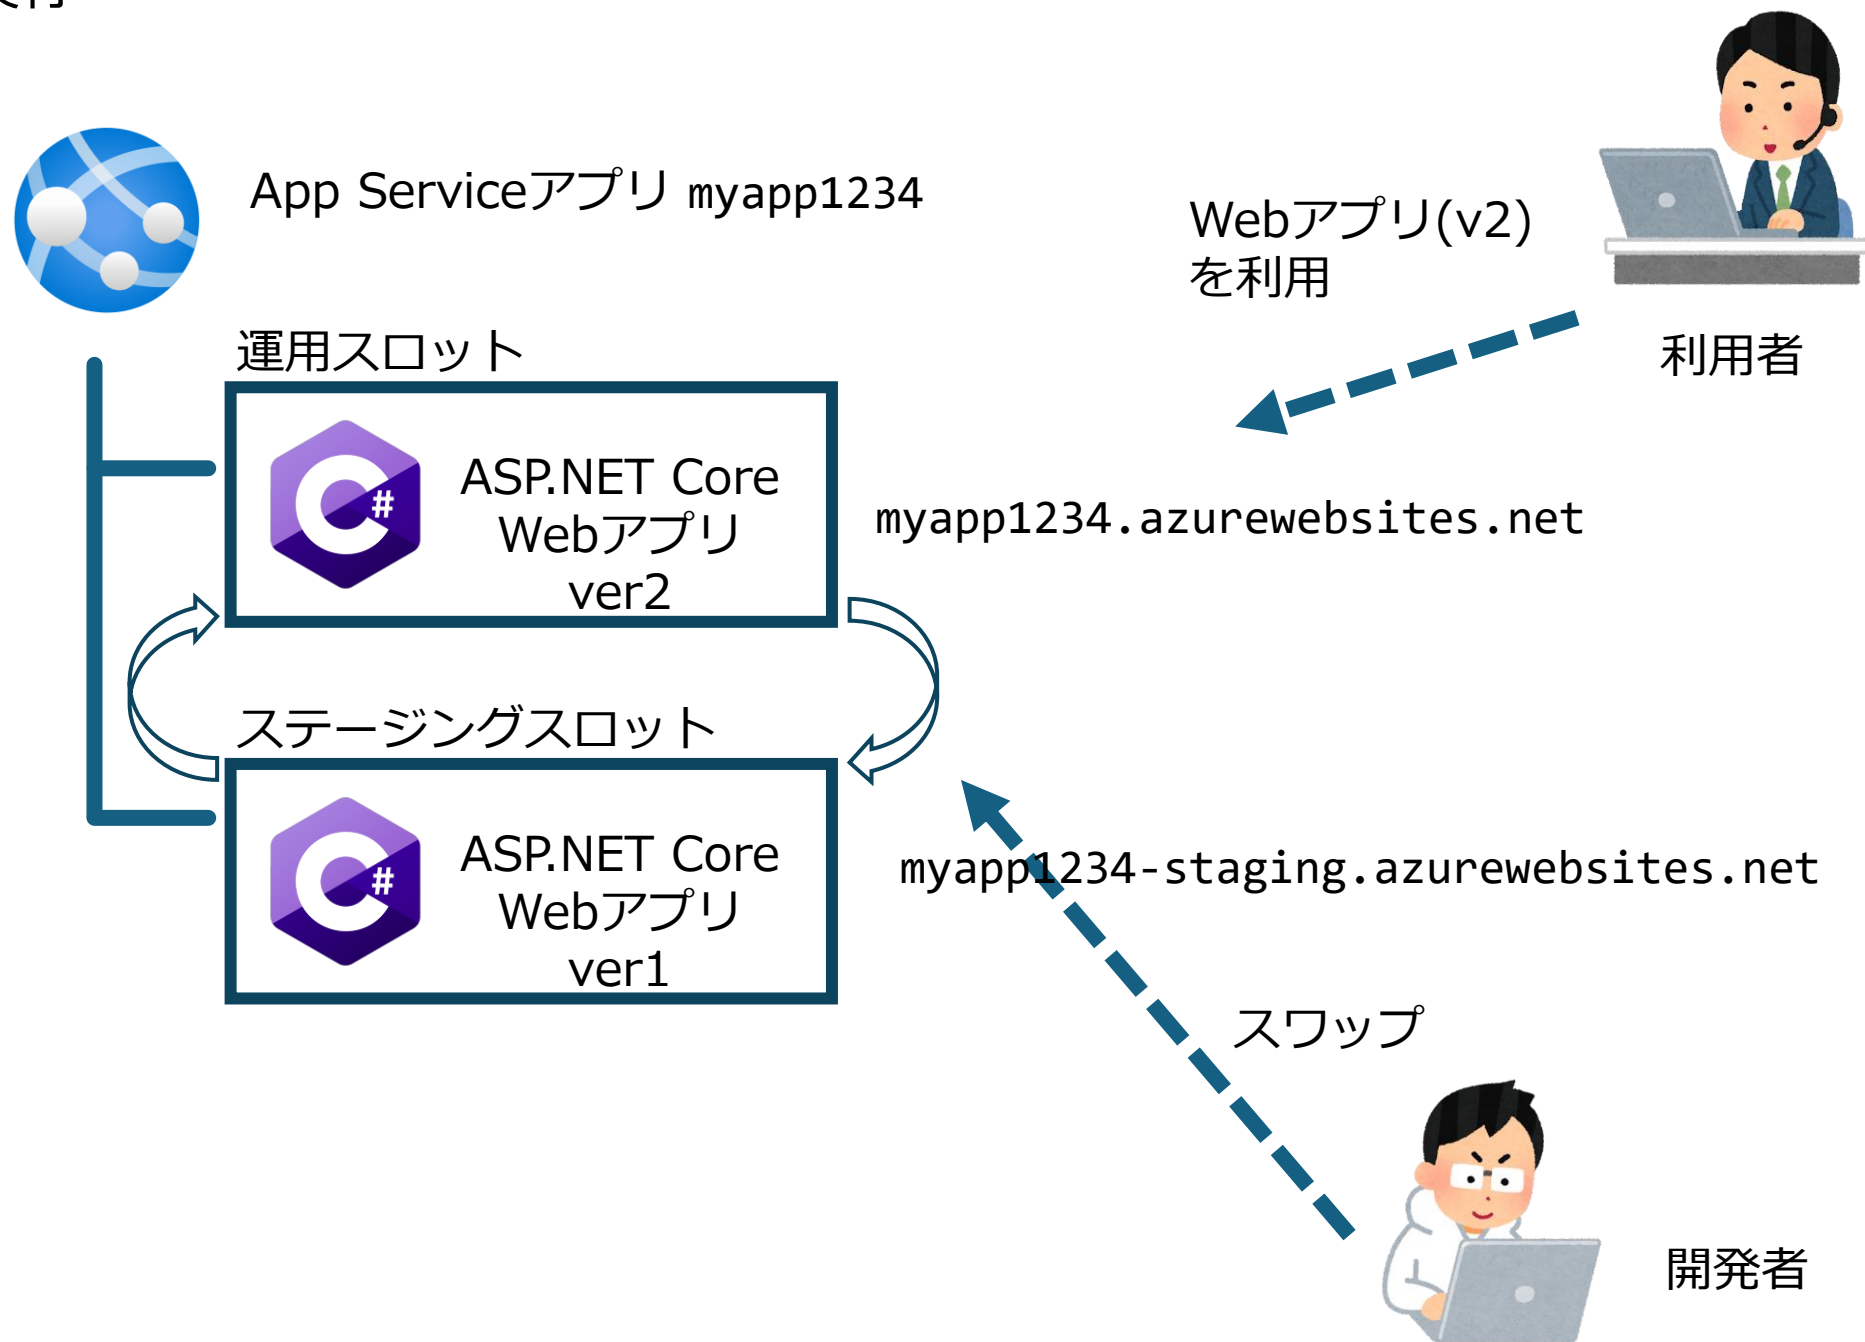 App Serviceアプリ myapp1234
Webアプリ(v2)
を利用
利用者
運用スロット
ASP.NET Core
Webアプリ
ver2
myapp1234.azurewebsites.net
ステージングスロット
ASP.NET Core
Webアプリ
ver1
myapp1234-staging.azurewebsites.net
スワップ
開発者